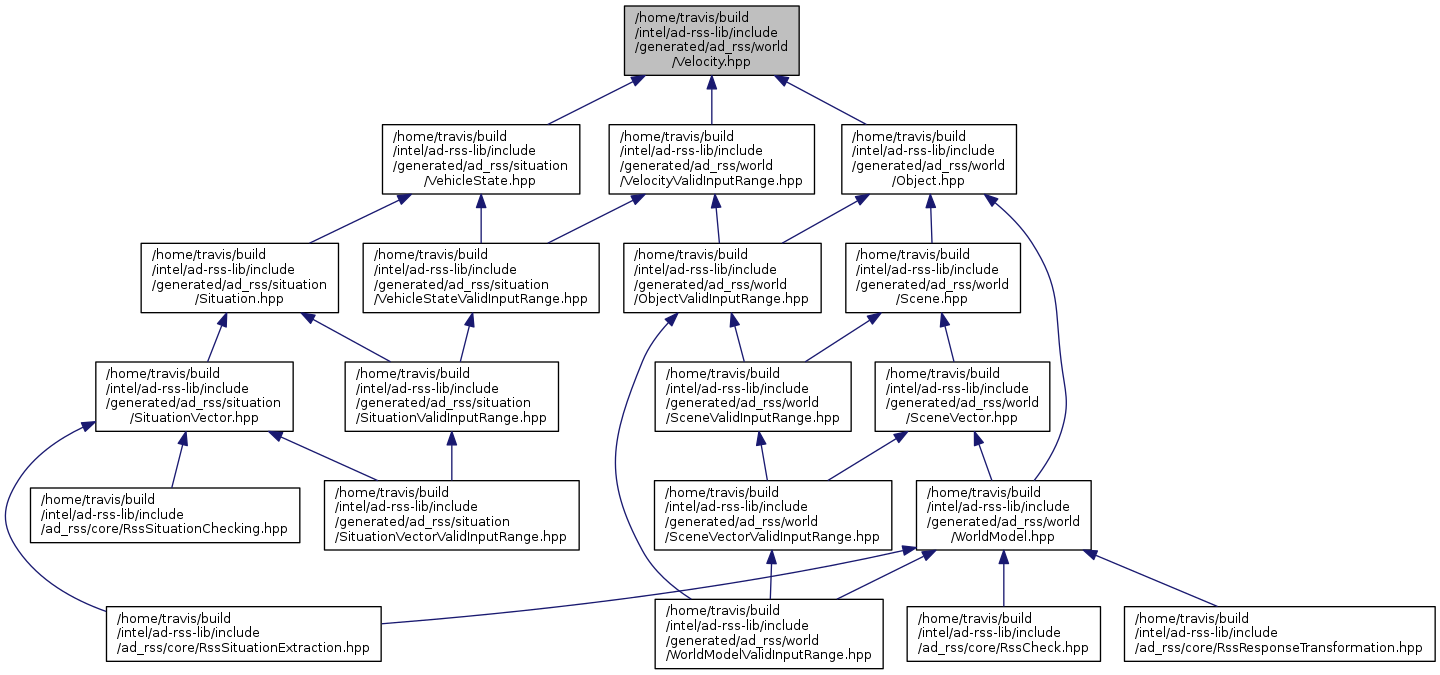 /home/travis/build
/intel/ad-rss-lib/include
/generated/ad_rss/world
/Velocity.hpp
/home/travis/build
/intel/ad-rss-lib/include
/generated/ad_rss/situation
/VehicleState.hpp
/home/travis/build
/intel/ad-rss-lib/include
/generated/ad_rss/world
/VelocityValidInputRange.hpp
/home/travis/build
/intel/ad-rss-lib/include
/generated/ad_rss/world
/Object.hpp
/home/travis/build
/intel/ad-rss-lib/include
/generated/ad_rss/situation
/Situation.hpp
/home/travis/build
/intel/ad-rss-lib/include
/generated/ad_rss/situation
/VehicleStateValidInputRange.hpp
/home/travis/build
/intel/ad-rss-lib/include
/generated/ad_rss/world
/ObjectValidInputRange.hpp
/home/travis/build
/intel/ad-rss-lib/include
/generated/ad_rss/world
/Scene.hpp
/home/travis/build
/intel/ad-rss-lib/include
/generated/ad_rss/situation
/SituationVector.hpp
/home/travis/build
/intel/ad-rss-lib/include
/generated/ad_rss/situation
/SituationValidInputRange.hpp
/home/travis/build
/intel/ad-rss-lib/include
/generated/ad_rss/world
/SceneValidInputRange.hpp
/home/travis/build
/intel/ad-rss-lib/include
/generated/ad_rss/world
/SceneVector.hpp
/home/travis/build
/intel/ad-rss-lib/include
/ad_rss/core/RssSituationChecking.hpp
/home/travis/build
/intel/ad-rss-lib/include
/generated/ad_rss/situation
/SituationVectorValidInputRange.hpp
/home/travis/build
/intel/ad-rss-lib/include
/generated/ad_rss/world
/SceneVectorValidInputRange.hpp
/home/travis/build
/intel/ad-rss-lib/include
/generated/ad_rss/world
/WorldModel.hpp
/home/travis/build
/intel/ad-rss-lib/include
/ad_rss/core/RssSituationExtraction.hpp
/home/travis/build
/intel/ad-rss-lib/include
/generated/ad_rss/world
/WorldModelValidInputRange.hpp
/home/travis/build
/intel/ad-rss-lib/include
/ad_rss/core/RssCheck.hpp
/home/travis/build
/intel/ad-rss-lib/include
/ad_rss/core/RssResponseTransformation.hpp